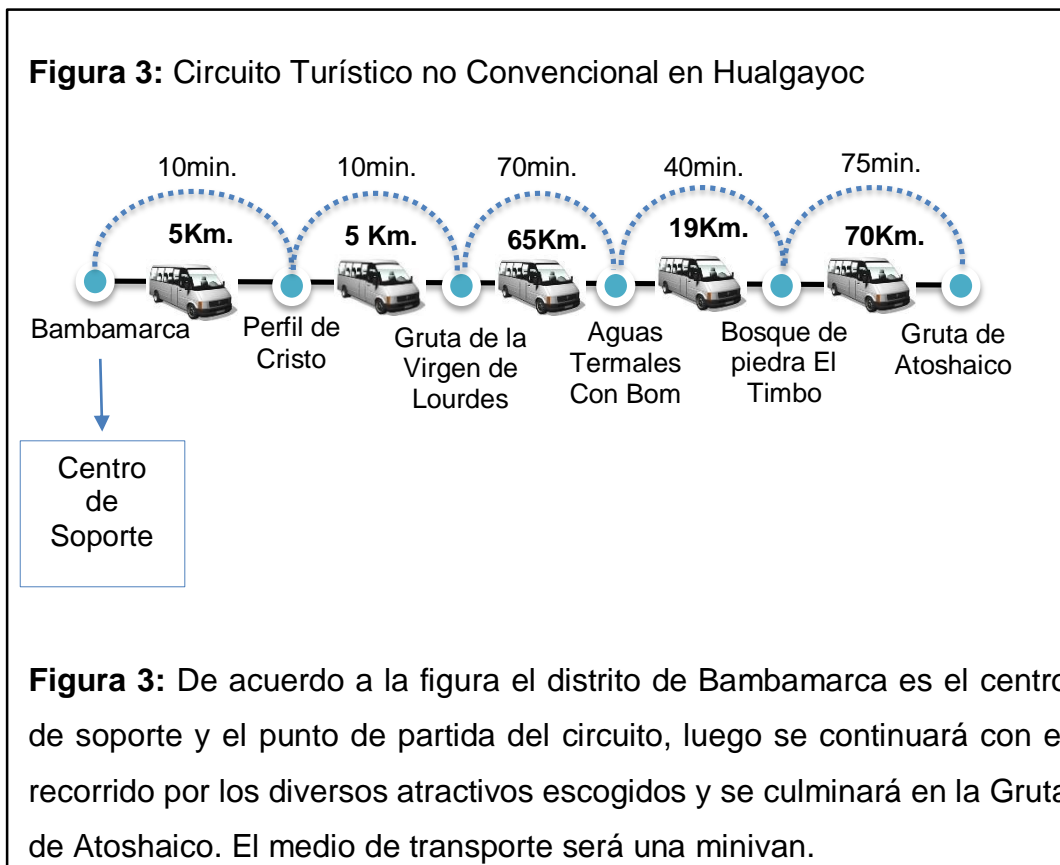 Figura 3: Circuito Turístico no Convencional en Hualgayoc
10min.
10min.
70min.
40min.
75min.
5Km.
5 Km.
65Km.
19Km.
70Km.
Bambamarca
Perfil de
Cristo
Gruta de la
Virgen de
Lourdes
Aguas
Termales
Con Bom
Bosque de
piedra El
Timbo
Gruta de
Atoshaico
Centro
de
Soporte
Figura 3: De acuerdo a la figura el distrito de Bambamarca es el centro
de soporte y el punto de partida del circuito, luego se continuará con e
recorrido por los diversos atractivos escogidos y se culminará en la Gruta
de Atoshaico. El medio de transporte será una minivan.